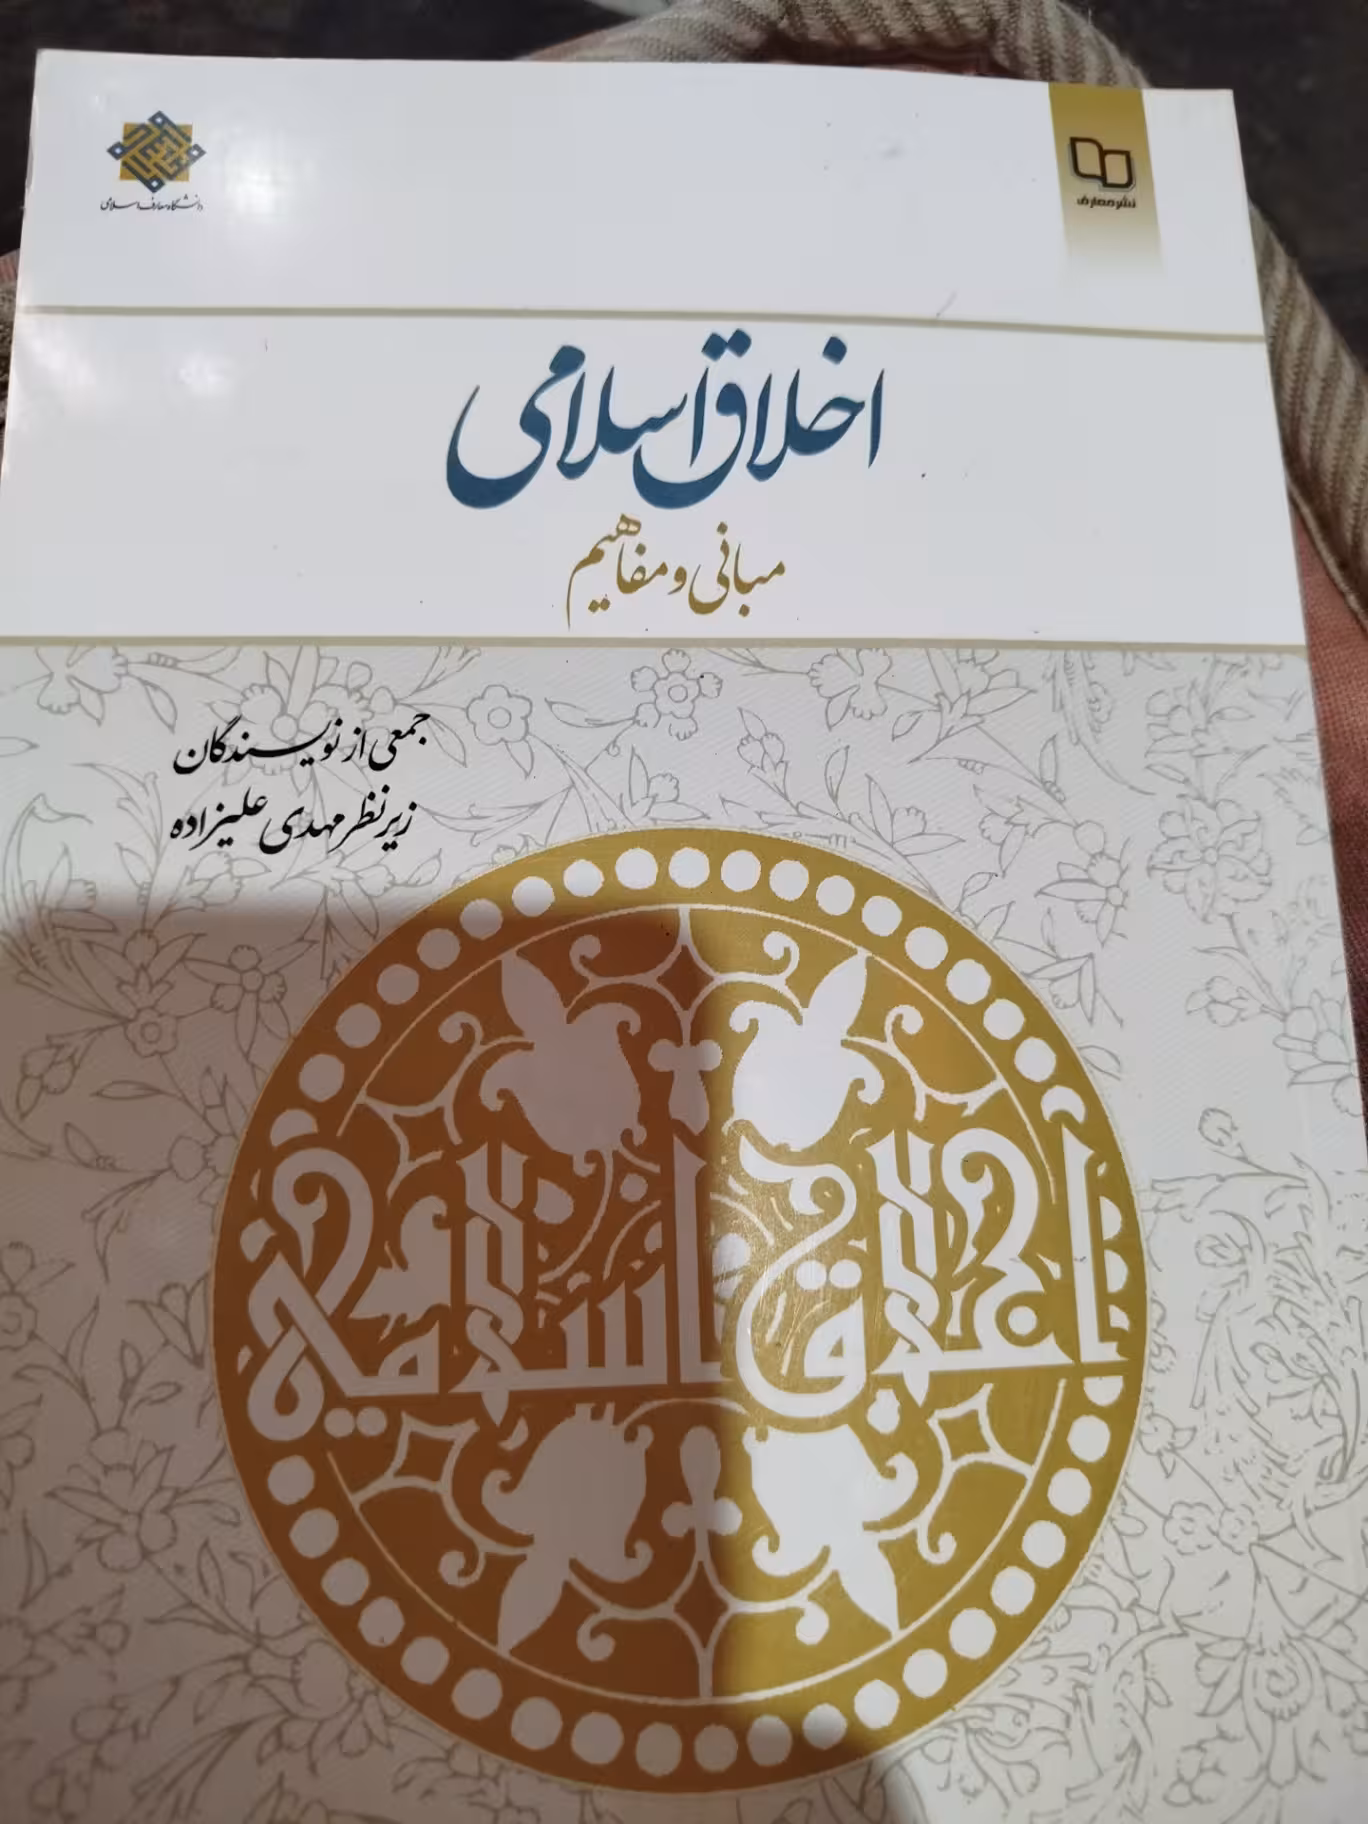 دانشگاه معارف اسلامی
نشر معارف
اخلاق اسلامی
مبانی و مفاهیم
جمعی از نویسندگان
زیر نظر مهدی علیزاده
اخلاق اسلامی